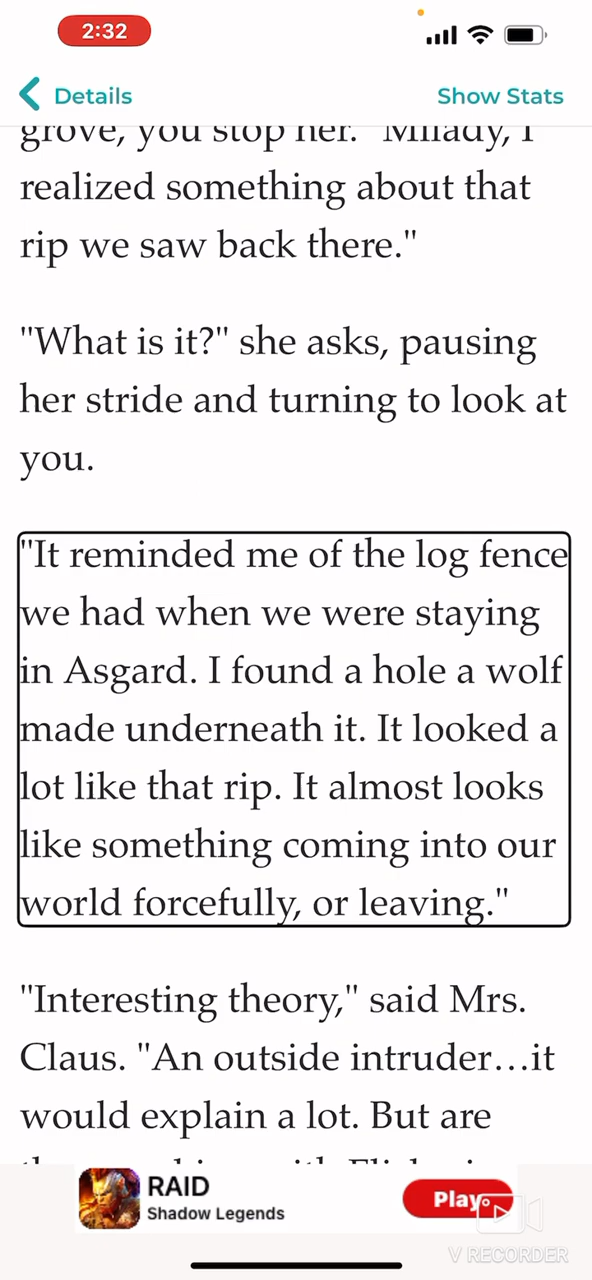 2:32
Details
Show Stats
grove, you stop her. "Milady, I
realized something about that
rip we saw back there."
"What is it?" she asks, pausing
her stride and turning to look at
you.
"It reminded me of the log fence
we had when we were staying
in Asgard. I found a hole a wolf
made underneath it. It looked a
lot like that rip. It almost looks
like something coming into our
world forcefully, or leaving."
"Interesting theory," said Mrs.
Claus. "An outside intruder…it
would explain a lot. But are
RAID
Shadow Legends
Play
V RECORDER